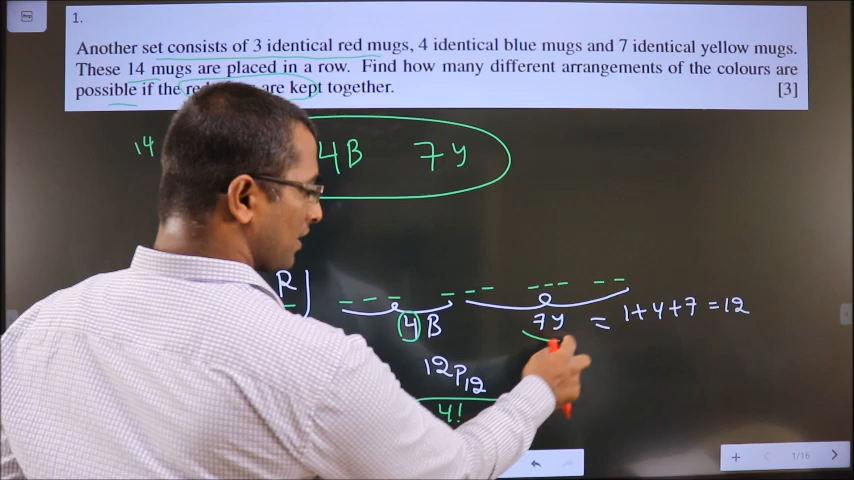 1.
Another set consists of 3 identical red mugs, 4 identical blue mugs and 7 identical yellow mugs.
These 14 mugs are placed in a row. Find how many different arrangements of the colours are
possible if the are kept together. [3]
14 4B 7y
R
4B 7y = 1+4+7 =12
12P12
4!
1/16